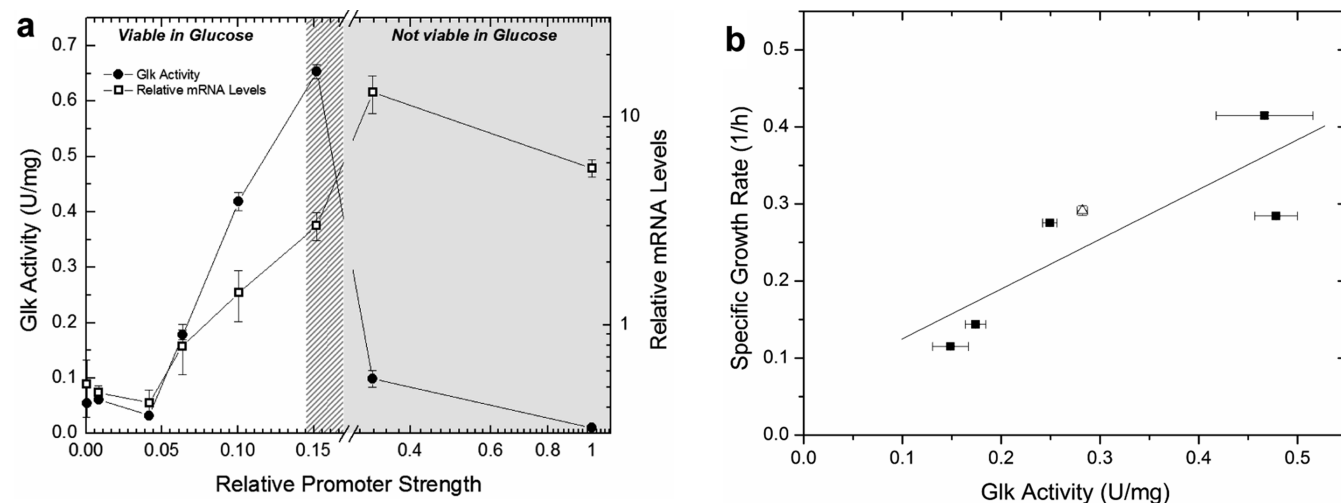 a
Viable in Glucose
Not viable in Glucose
Glk Activity
Relative mRNA Levels
0.7
0.6
0.5
0.4
0.3
0.2
0.1
0.0
Glk Activity (U/mg)
10
1
Relative mRNA Levels
0.00 0.05 0.10 0.15 0.4 0.6 0.8 1
Relative Promoter Strength
b
0.5
0.4
0.3
0.2
0.1
0.0
Specific Growth Rate (1/h)
0.0 0.1 0.2 0.3 0.4 0.5
Glk Activity (U/mg)